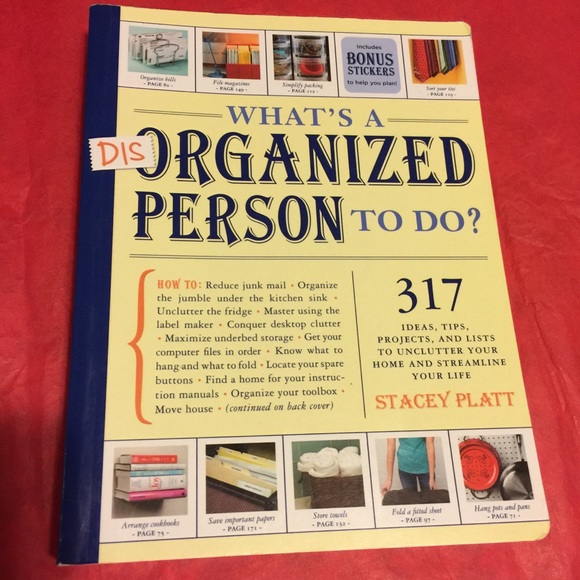 Organize bills
- PAGE 80 -
File magazines
- PAGE 140 -
Simplify packing
includes
BONUS
STICKERS
to help you plan!
Sort your ties
- PAGE 115 -
WHAT'S A
DIS
ORGANIZED
PERSON TO DO?
HOW TO: Reduce junk mail • Organize
the jumble under the kitchen sink •
Unclutter the fridge • Master using the
label maker • Conquer desktop clutter
• Maximize underbed storage • Get your
computer files in order • Know what to
hang and what to fold • Locate your spare
buttons • Find a home for your instruc-
tion manuals • Organize your toolbox •
Move house • (continued on back cover)
317
IDEAS, TIPS,
PROJECTS, AND LISTS
TO UNCLUTTER YOUR
HOME AND STREAMLINE
YOUR LIFE
STACEY PLATT
Arrange cookbooks
- PAGE 75 -
Save important papers
- PAGE 171 -
Store towels
- PAGE 132 -
Fold a fitted sheet
- PAGE 97 -
Hang pots and pans
- PAGE 71 -